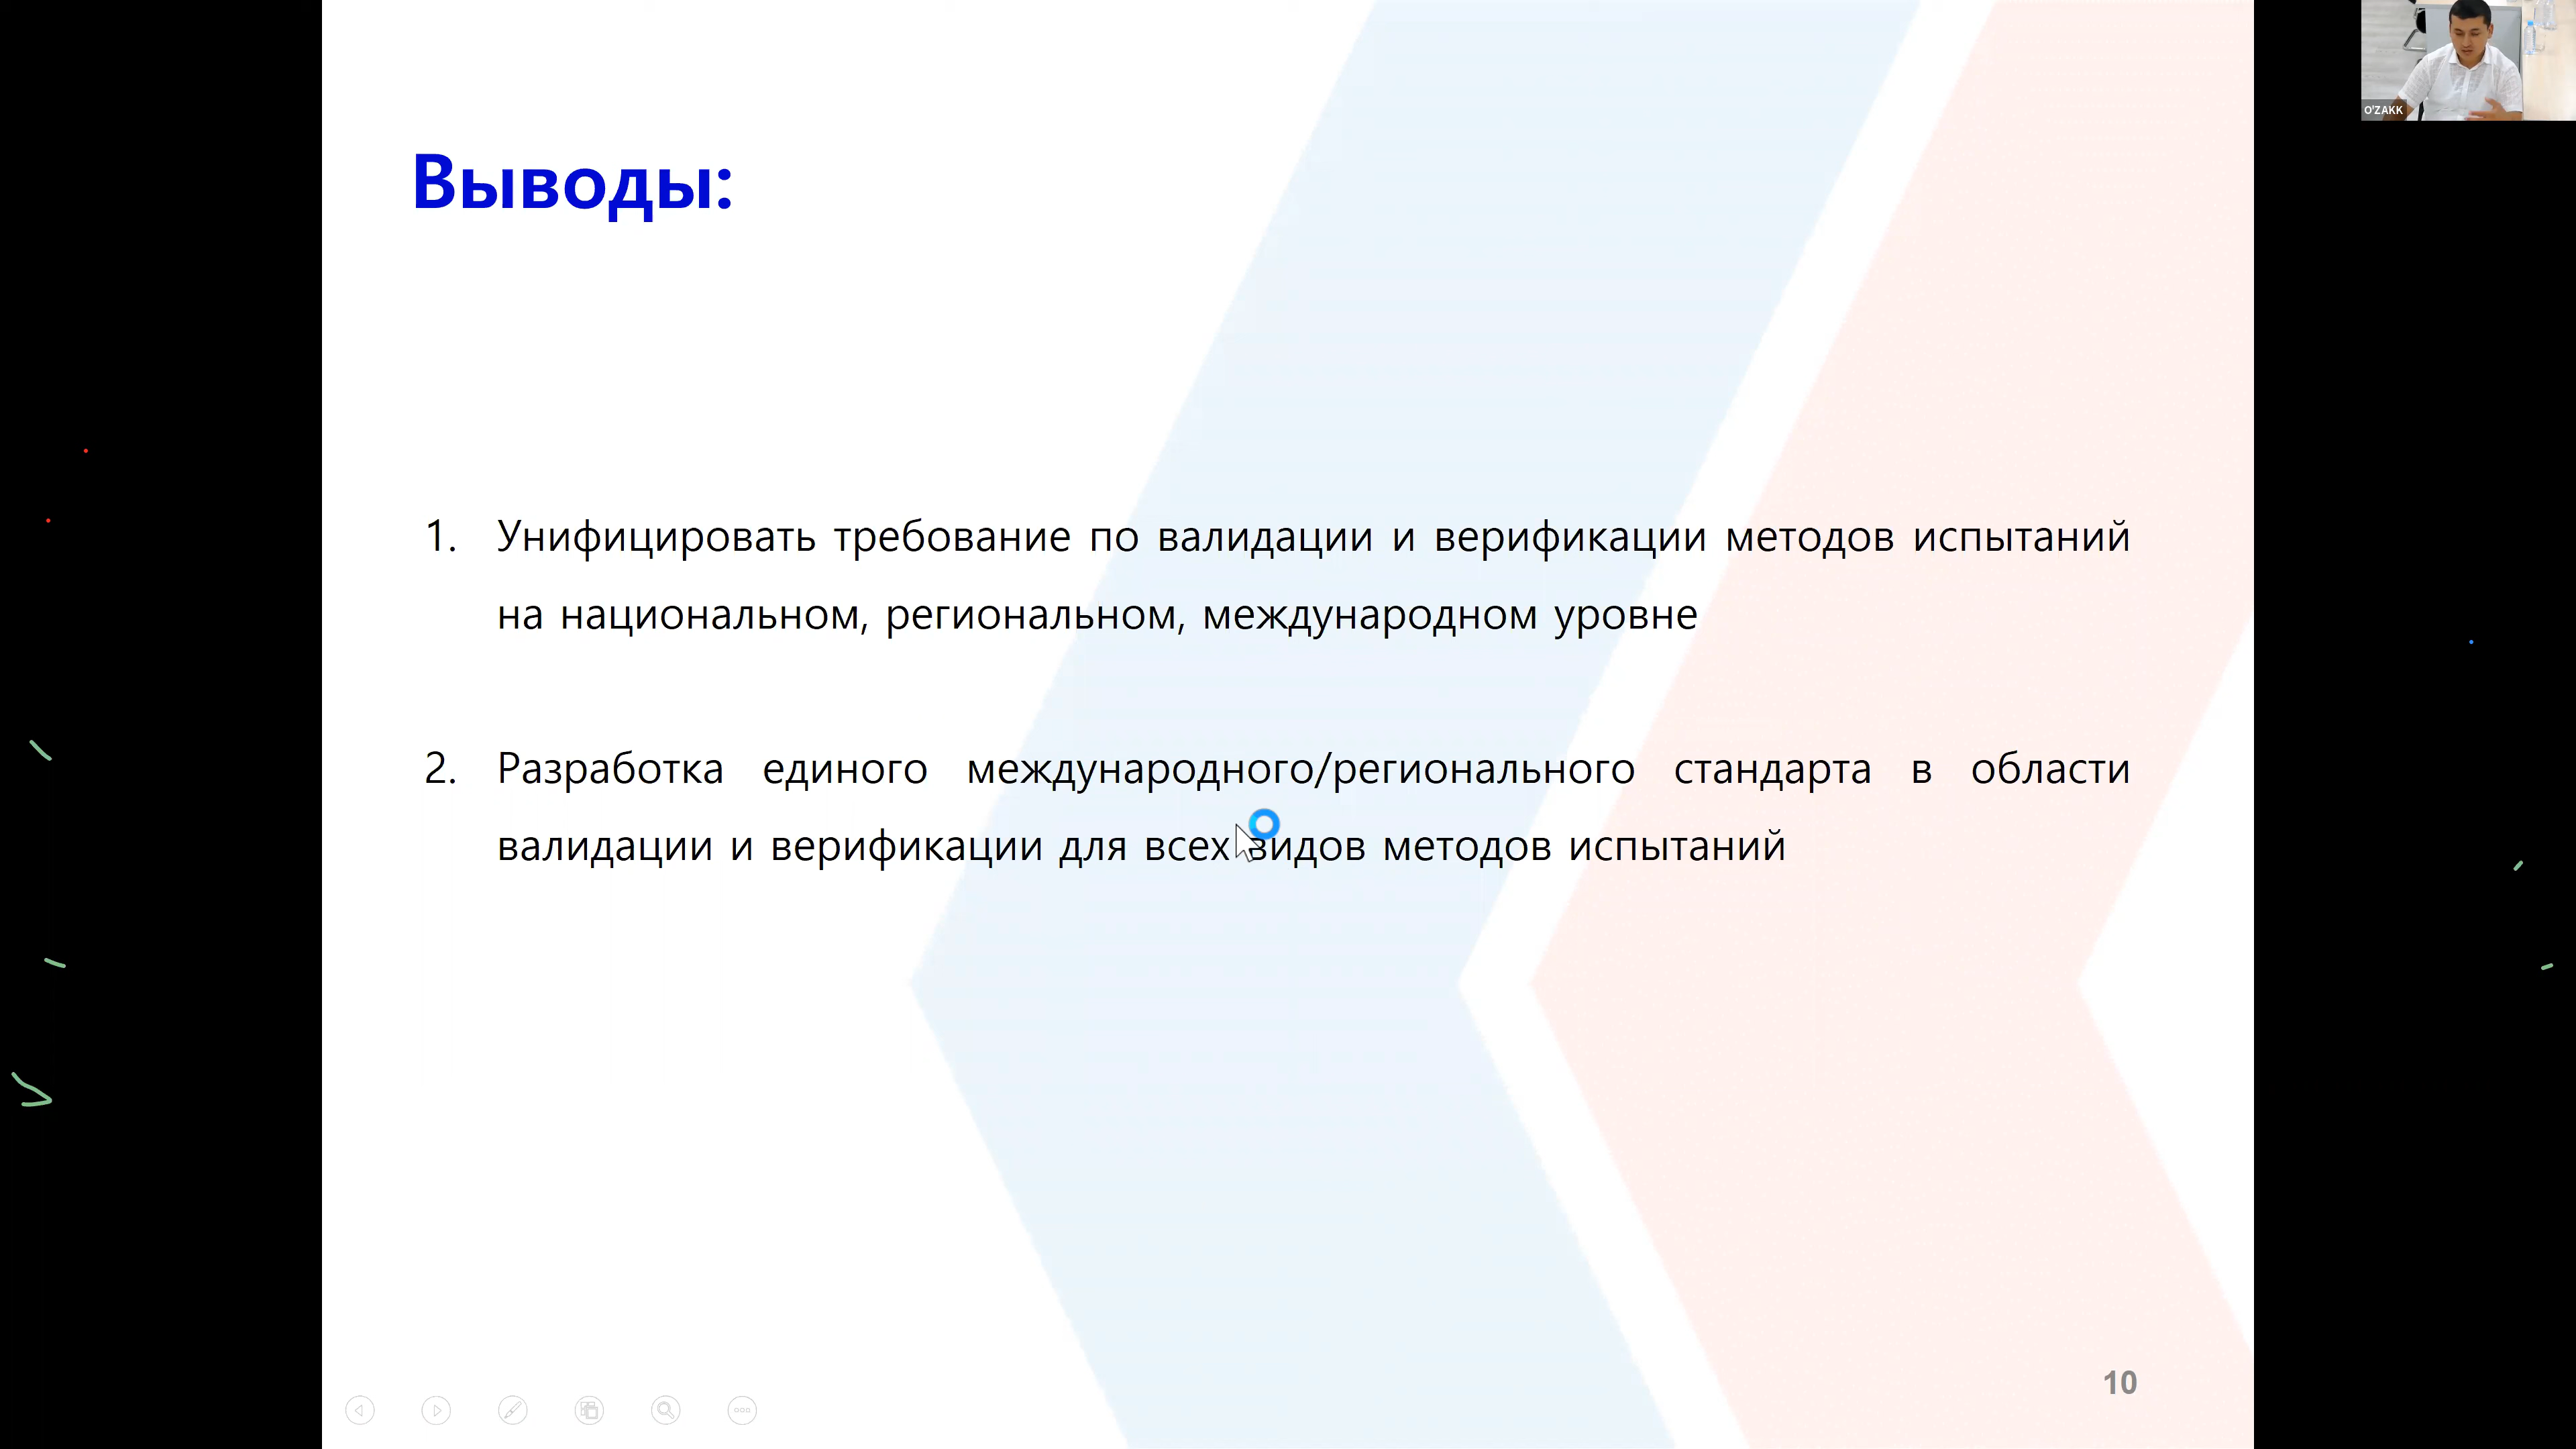 O'ZAKK
Выводы:
1. Унифицировать требование по валидации и верификации методов испытаний
на национальном, региональном, международном уровне
2. Разработка единого международного/регионального стандарта в области
валидации и верификации для всех видов методов испытаний
10